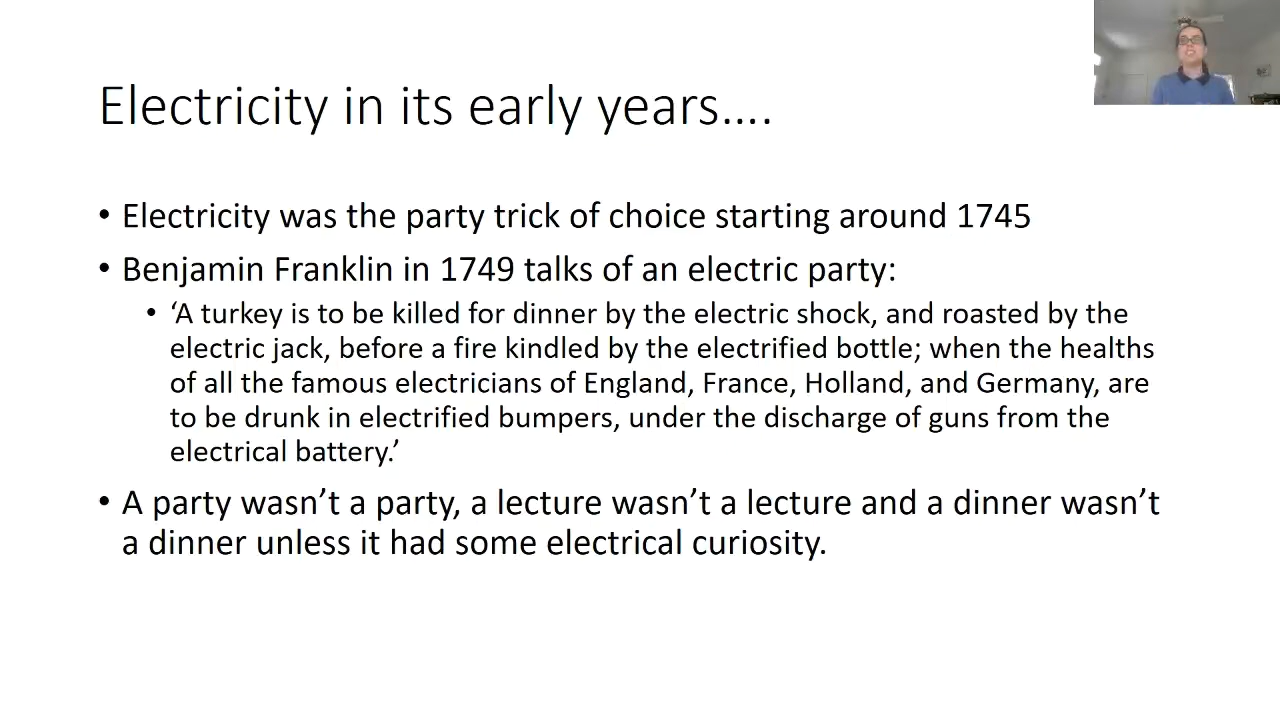 Electricity in its early years….
• Electricity was the party trick of choice starting around 1745
• Benjamin Franklin in 1749 talks of an electric party:
• ‘A turkey is to be killed for dinner by the electric shock, and roasted by the
electric jack, before a fire kindled by the electrified bottle; when the healths
of all the famous electricians of England, France, Holland, and Germany, are
to be drunk in electrified bumpers, under the discharge of guns from the
electrical battery.’
• A party wasn’t a party, a lecture wasn’t a lecture and a dinner wasn’t
a dinner unless it had some electrical curiosity.